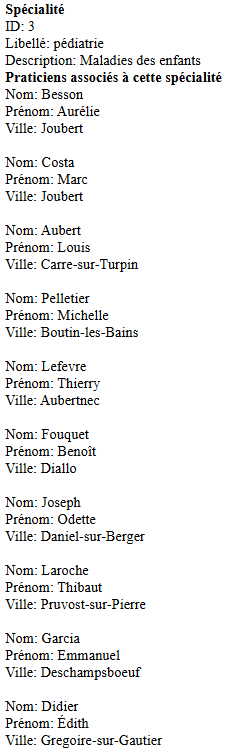 Spécialité
ID: 3
Libellé: pédiatrie
Description: Maladies des enfants
Praticiens associés à cette spécialité
Nom: Besson
Prénom: Aurélie
Ville: Joubert

Nom: Costa
Prénom: Marc
Ville: Joubert

Nom: Aubert
Prénom: Louis
Ville: Carre-sur-Turpin

Nom: Pelletier
Prénom: Michelle
Ville: Boutin-les-Bains

Nom: Lefevre
Prénom: Thierry
Ville: Aubertnec

Nom: Fouquet
Prénom: Benoît
Ville: Diallo

Nom: Joseph
Prénom: Odette
Ville: Daniel-sur-Berger

Nom: Laroche
Prénom: Thibaut
Ville: Pruvost-sur-Pierre

Nom: Garcia
Prénom: Emmanuel
Ville: Deschampsboeuf

Nom: Didier
Prénom: Édith
Ville: Gregoire-sur-Gautier